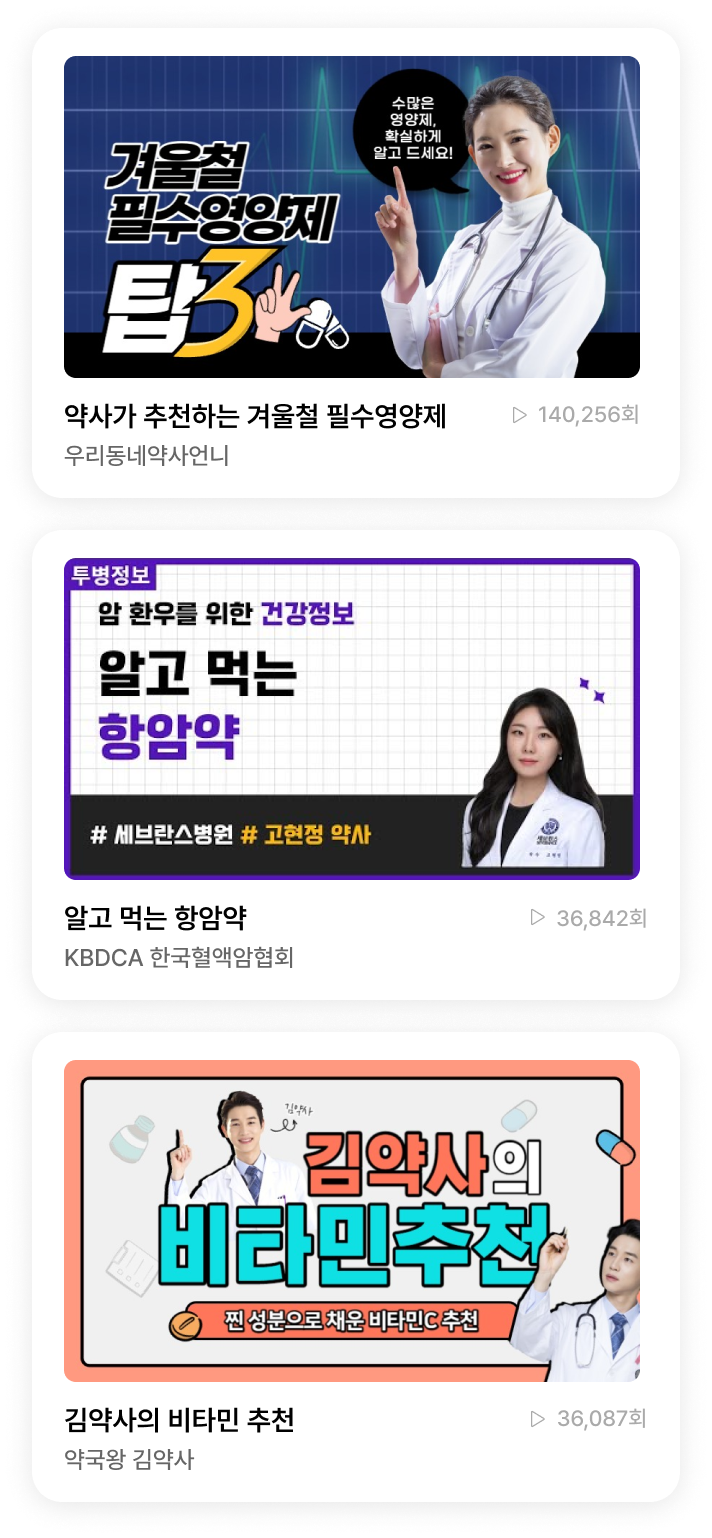 수많은
영양제,
확실하게
알고 드세요!
겨울철
필수영양제
탑3
약사가 추천하는 겨울철 필수영양제
140,256회
우리동네약사언니
투병정보
암 환우를 위한 건강정보
알고 먹는
항암약
# 세브란스병원 # 고현정 약사
세브란스
알고 먹는 항암약
36,842회
KBDCA 한국혈액암협회
김약사
김약사의
비타민추천
찐 성분으로 채운 비타민C 추천
김약사의 비타민 추천
36,087회
약국왕 김약사